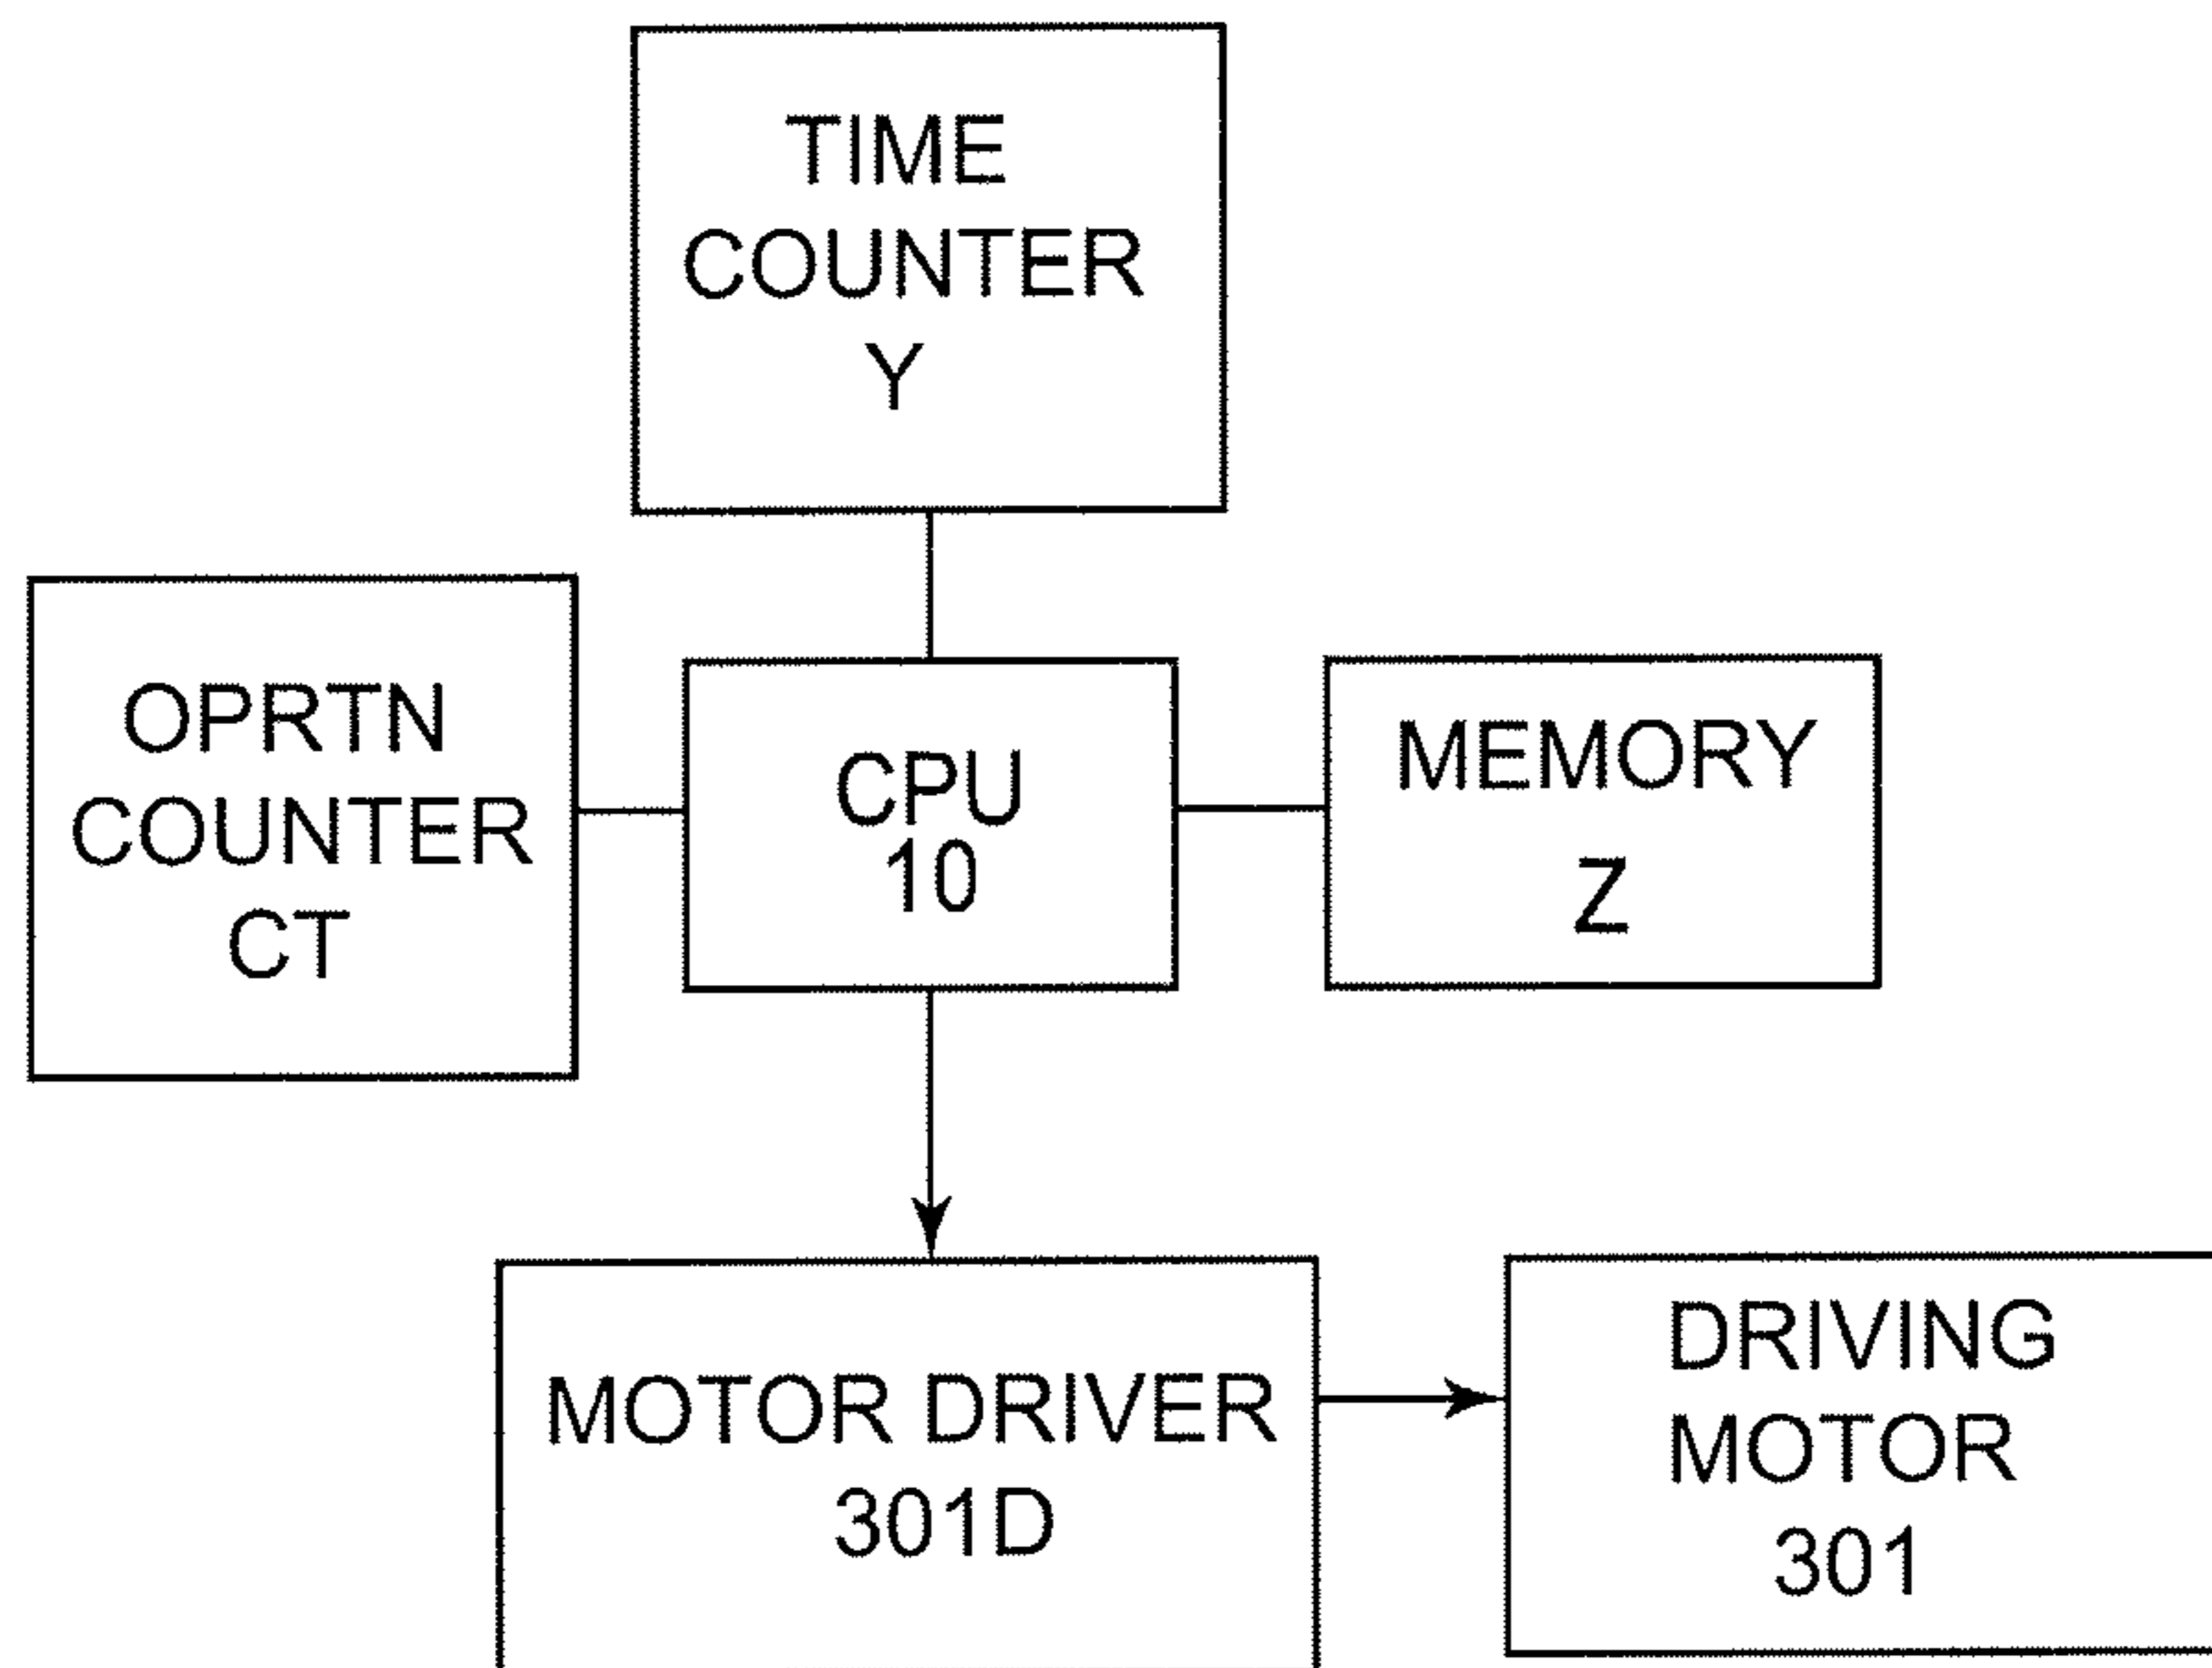 TIME
COUNTER
Y
OPRTN
COUNTER
CT
CPU
10
MEMORY
Z
MOTOR DRIVER
301D
DRIVING
MOTOR
301